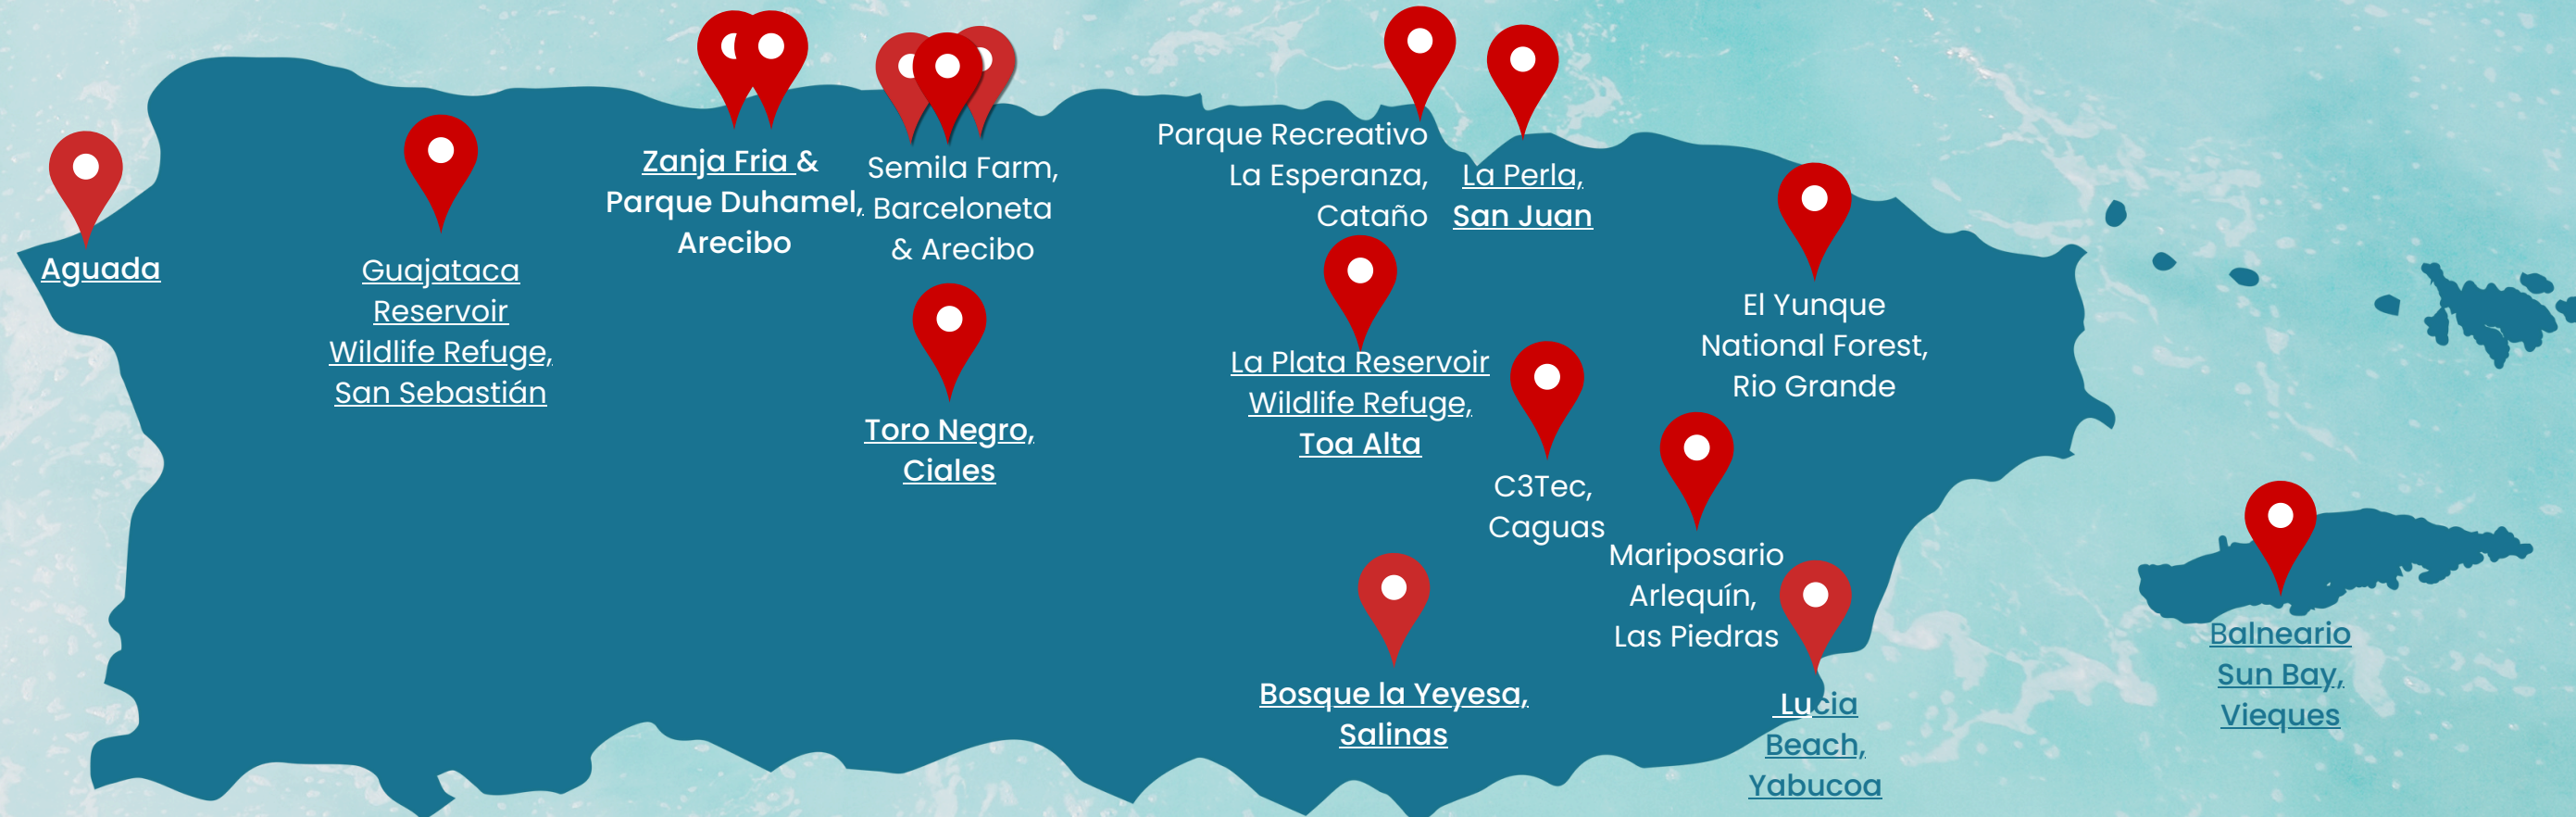 Aguada
Guajataca
Reservoir
Wildlife Refuge,
San Sebastián
Zanja Fria &
Parque Duhamel,
Arecibo
Semila Farm,
Barceloneta
& Arecibo
Toro Negro,
Ciales
Parque Recreativo
La Esperanza,
Cataño
La Perla,
San Juan
La Plata Reservoir
Wildlife Refuge,
Toa Alta
C3Tec,
Caguas
El Yunque
National Forest,
Rio Grande
Mariposario
Arlequín,
Las Piedras
Bosque la Yeyesa,
Salinas
Lucia
Beach,
Yabucoa
Balneario
Sun Bay,
Vieques